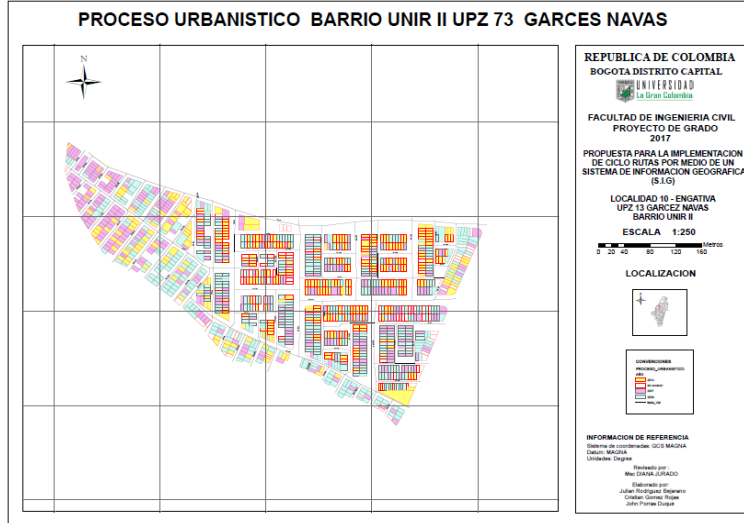 PROCESO URBANISTICO BARRIO UNIR II UPZ 73 GARCES NAVAS
N
REPUBLICA DE COLOMBIA
BOGOTA DISTRITO CAPITAL
UNIVERSIDAD
La Gran Colombia
FACULTAD DE INGENIERIA CIVIL
PROYECTO DE GRADO
2017
PROPUESTA PARA LA IMPLEMENTACION
DE CICLO RUTAS POR MEDIO DE UN
SISTEMA DE INFORMACION GEOGRAFICA
(S.I.G)
LOCALIDAD 10 - ENGATIVA
UPZ 13 GARCEZ NAVAS
BARRIO UNIR II
ESCALA 1:250
Metros
0 20 40 80 120 160
LOCALIZACION
CONVENCIONES
PROCESO_URBANISTICO
AÑO
INFORMACION DE REFERENCIA
Sistema de coordenadas: GCS MAGNA
Datum: MAGNA
Unidades: Degree
Revisado por :
Msc DIANA JURADO
Elaborado por:
Julian Rodriguez Bejarano
Cristian Gomez Rojas
John Porras Duque